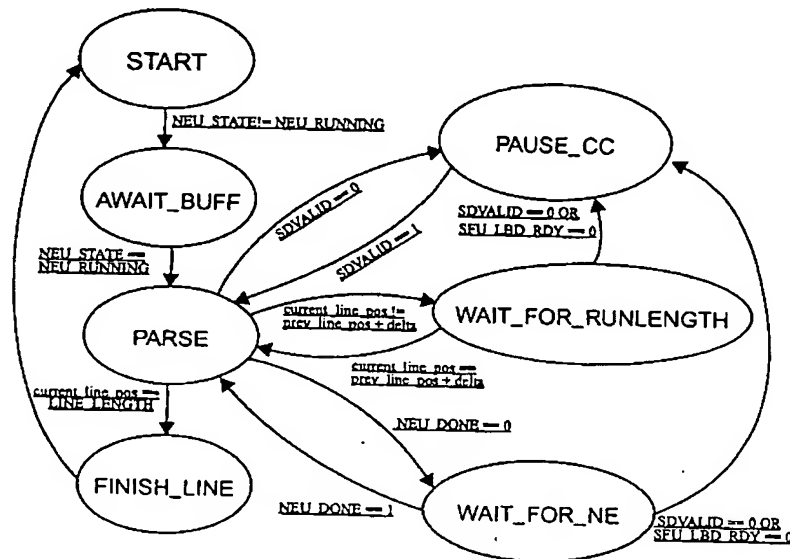 START
NEU_STATE != NEU_RUNNING
PAUSE_CC
AWAIT_BUFF
SDVALID == 0
SDVALID == 1
SDVALID == 0 OR
SFU_LBD_RDY == 0
NEU_STATE ==
NEU_RUNNING
PARSE
current_line_pos !=
prev_line_pos + delta
WAIT_FOR_RUNLENGTH
current_line_pos ==
prev_line_pos + delta
current_line_pos ==
LINE_LENGTH
NEU_DONE == 0
FINISH_LINE
NEU_DONE == 1
WAIT_FOR_NE
SDVALID == 0 OR
SFU_LBD_RDY == 0